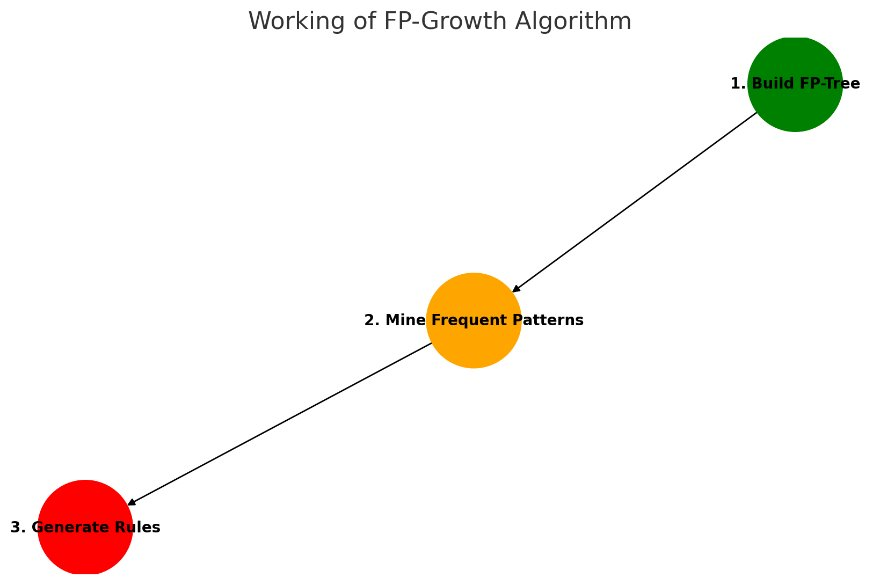 Working of FP-Growth Algorithm
1. Build FP-Tree
2. Mine Frequent Patterns
3. Generate Rules